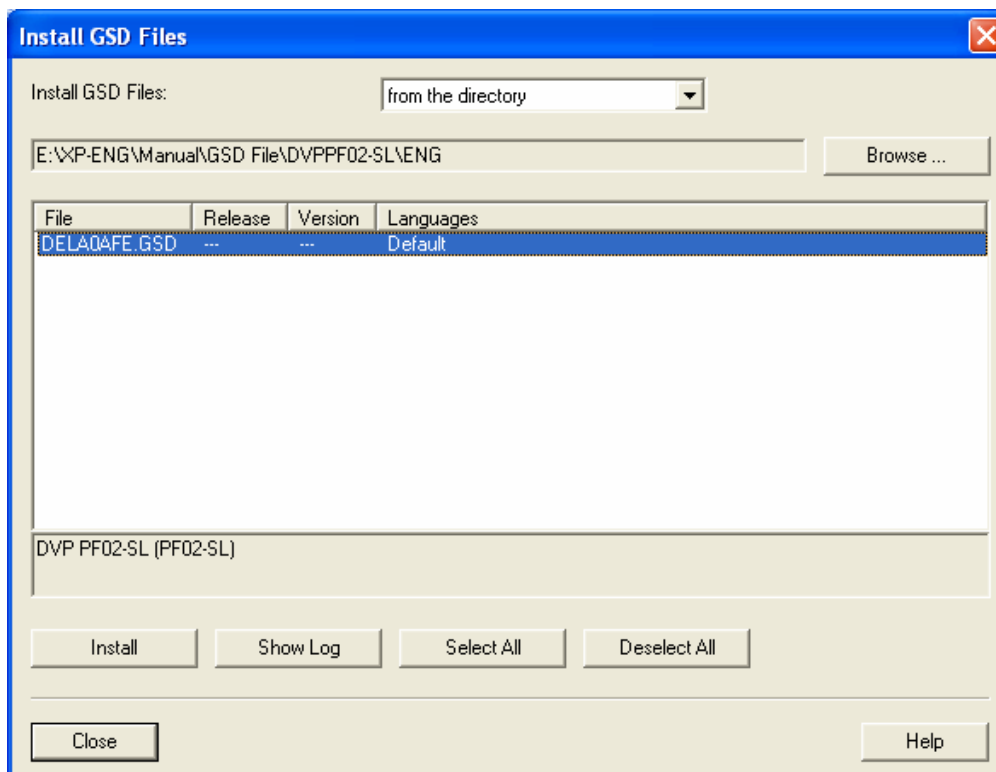 Install GSD Files
Install GSD Files: from the directory
E:\XP-ENG\Manual\GSD File\DVPPF02-SL\ENG Browse ...
File Release Version Languages
DELA0AFE.GSD --- --- Default
DVP PF02-SL (PF02-SL)
Install Show Log Select All Deselect All
Close Help